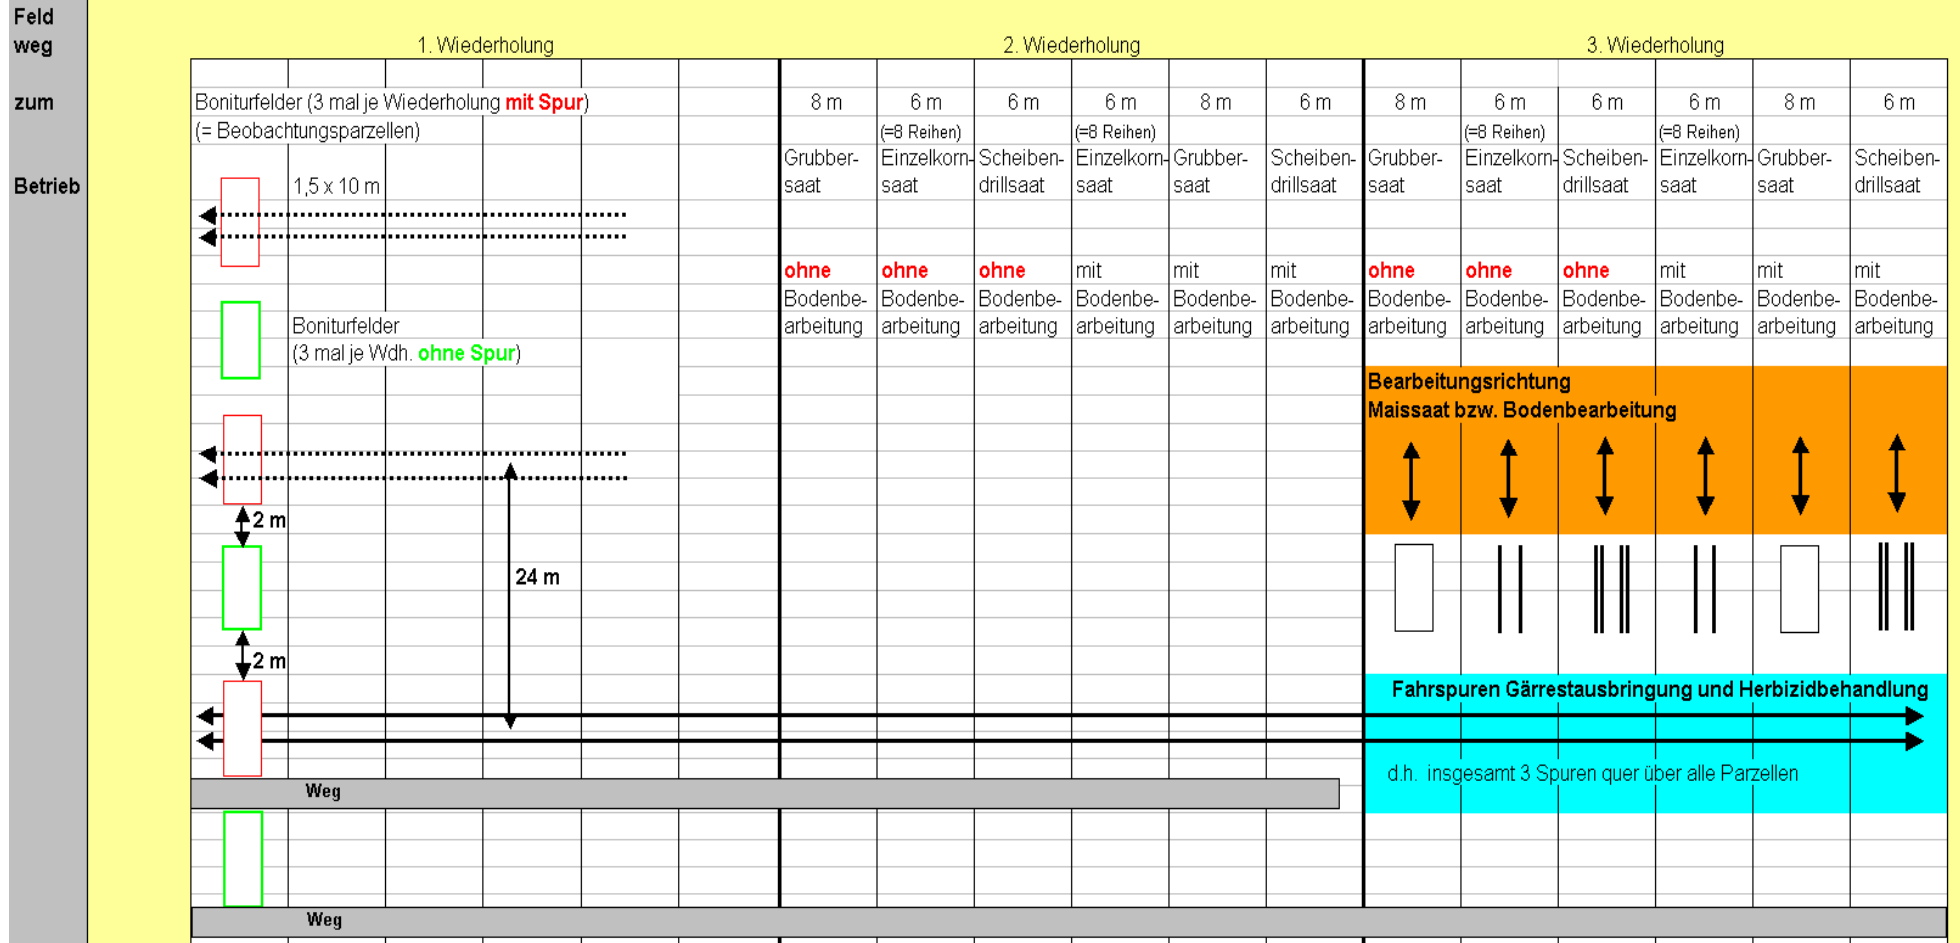 Feld
weg
zum
Betrieb
1. Wiederholung
2. Wiederholung
3. Wiederholung
Boniturfelder (3 mal je Wiederholung mit Spur)
(= Beobachtungsparzellen)
1,5 x 10 m
Boniturfelder
(3 mal je Wdh. ohne Spur)
2 m
24 m
2 m
8 m 6 m 6 m 6 m 8 m 6 m 8 m 6 m 6 m 6 m 8 m 6 m
(=8 Reihen) (=8 Reihen) (=8 Reihen) (=8 Reihen)
Grubber- Einzelkorn- Scheiben- Einzelkorn- Grubber- Scheiben- Grubber- Einzelkorn- Scheiben- Einzelkorn- Grubber- Scheiben-
saat saat drillsaat saat saat drillsaat saat saat drillsaat saat saat drillsaat
ohne ohne ohne mit mit mit ohne ohne ohne mit mit mit
Bodenbe- Bodenbe- Bodenbe- Bodenbe- Bodenbe- Bodenbe- Bodenbe- Bodenbe- Bodenbe- Bodenbe- Bodenbe- Bodenbe-
arbeitung arbeitung arbeitung arbeitung arbeitung arbeitung arbeitung arbeitung arbeitung arbeitung arbeitung arbeitung
Bearbeitungsrichtung
Maissaat bzw. Bodenbearbeitung
Fahrspuren Gärrestausbringung und Herbizidbehandlung
d.h. insgesamt 3 Spuren quer über alle Parzellen
Weg
Weg